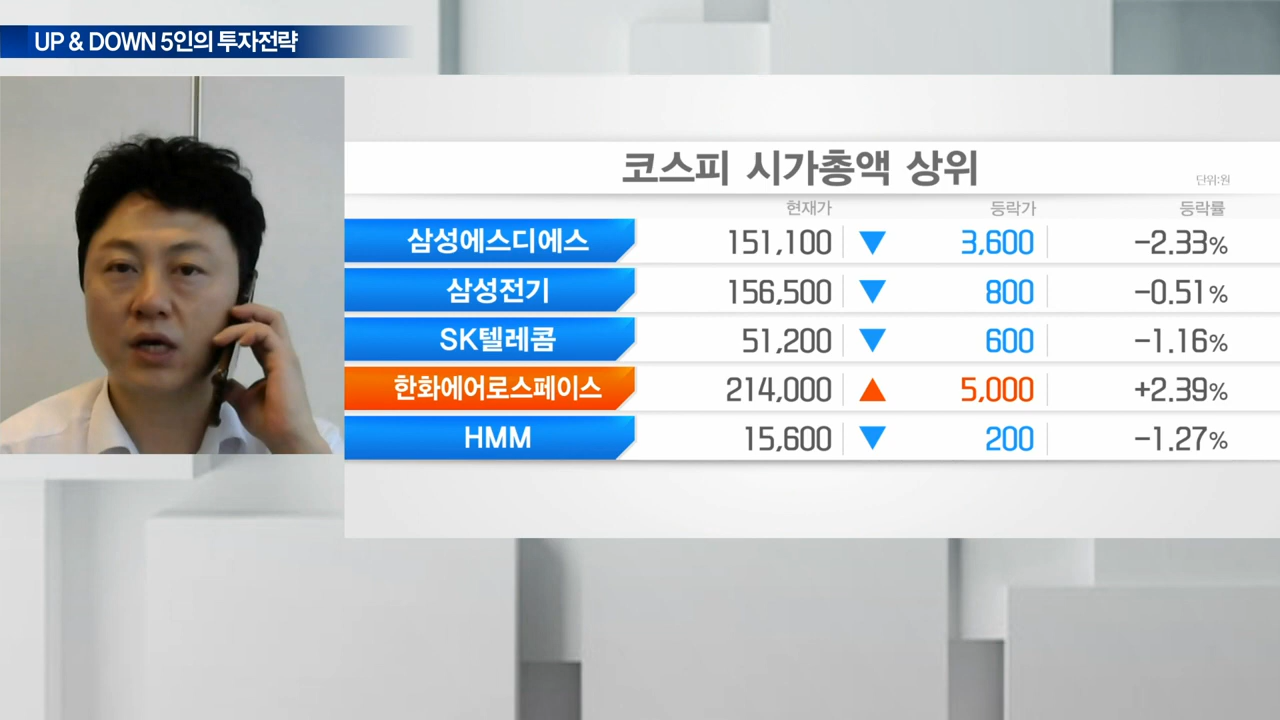 UP & DOWN 5인의 투자전략
코스피 시가총액 상위
단위:원
현재가 등락가 등락률
삼성에스디에스 151,100 ▼ 3,600 -2.33%
삼성전기 156,500 ▼ 800 -0.51%
SK텔레콤 51,200 ▼ 600 -1.16%
한화에어로스페이스 214,000 ▲ 5,000 +2.39%
HMM 15,600 ▼ 200 -1.27%